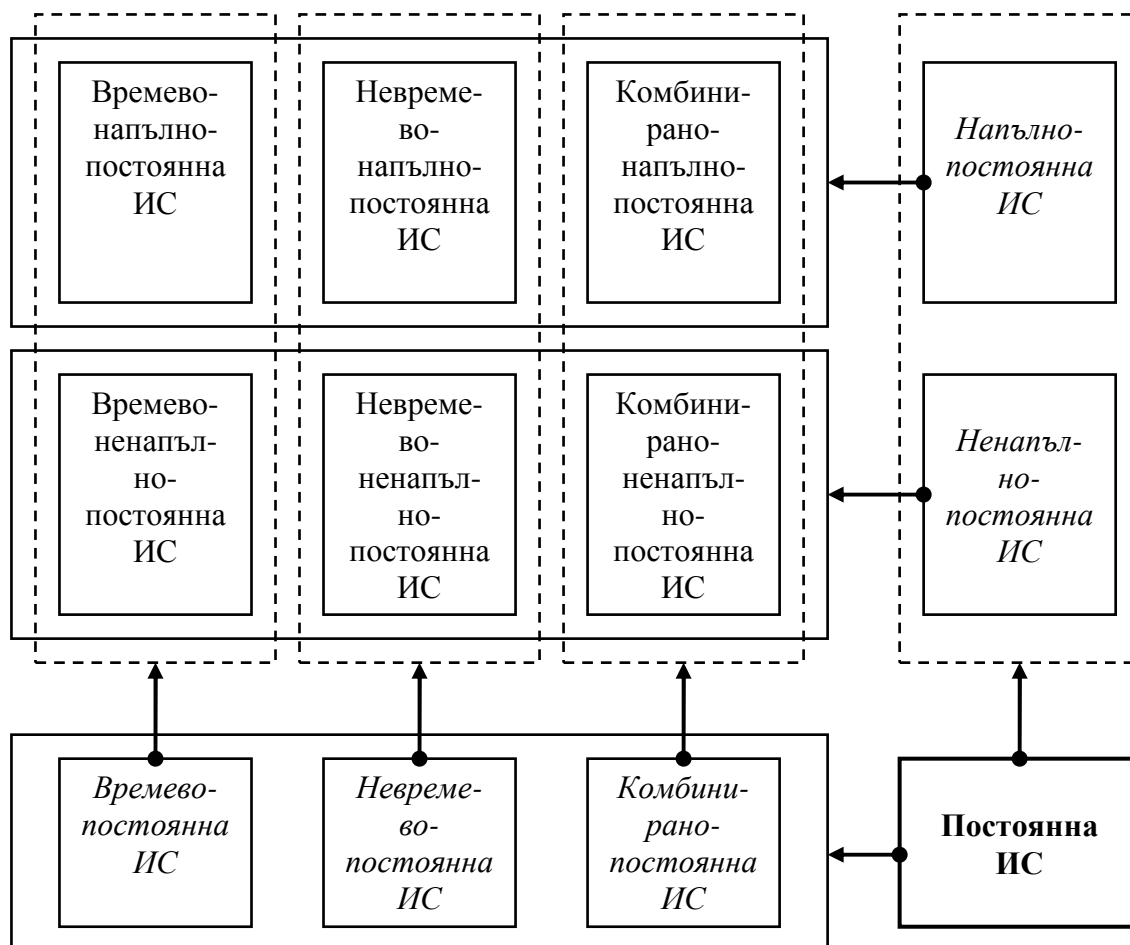 Времево-
напълно-
постоянна
ИС
Невреме-
во-
напълно-
постоянна
ИС
Комбини-
рано-
напълно-
постоянна
ИС
Напълно-
постоянна
ИС
Времево-
ненапъл-
но-
постоянна
ИС
Невреме-
во-
ненапъл-
но-
постоянна
ИС
Комбини-
рано-
ненапъл-
но-
постоянна
ИС
Ненапъл-
но-
постоянна
ИС
Времево-
постоянна
ИС
Невреме-
во-
постоянна
ИС
Комбини-
рано-
постоянна
ИС
Постоянна
ИС